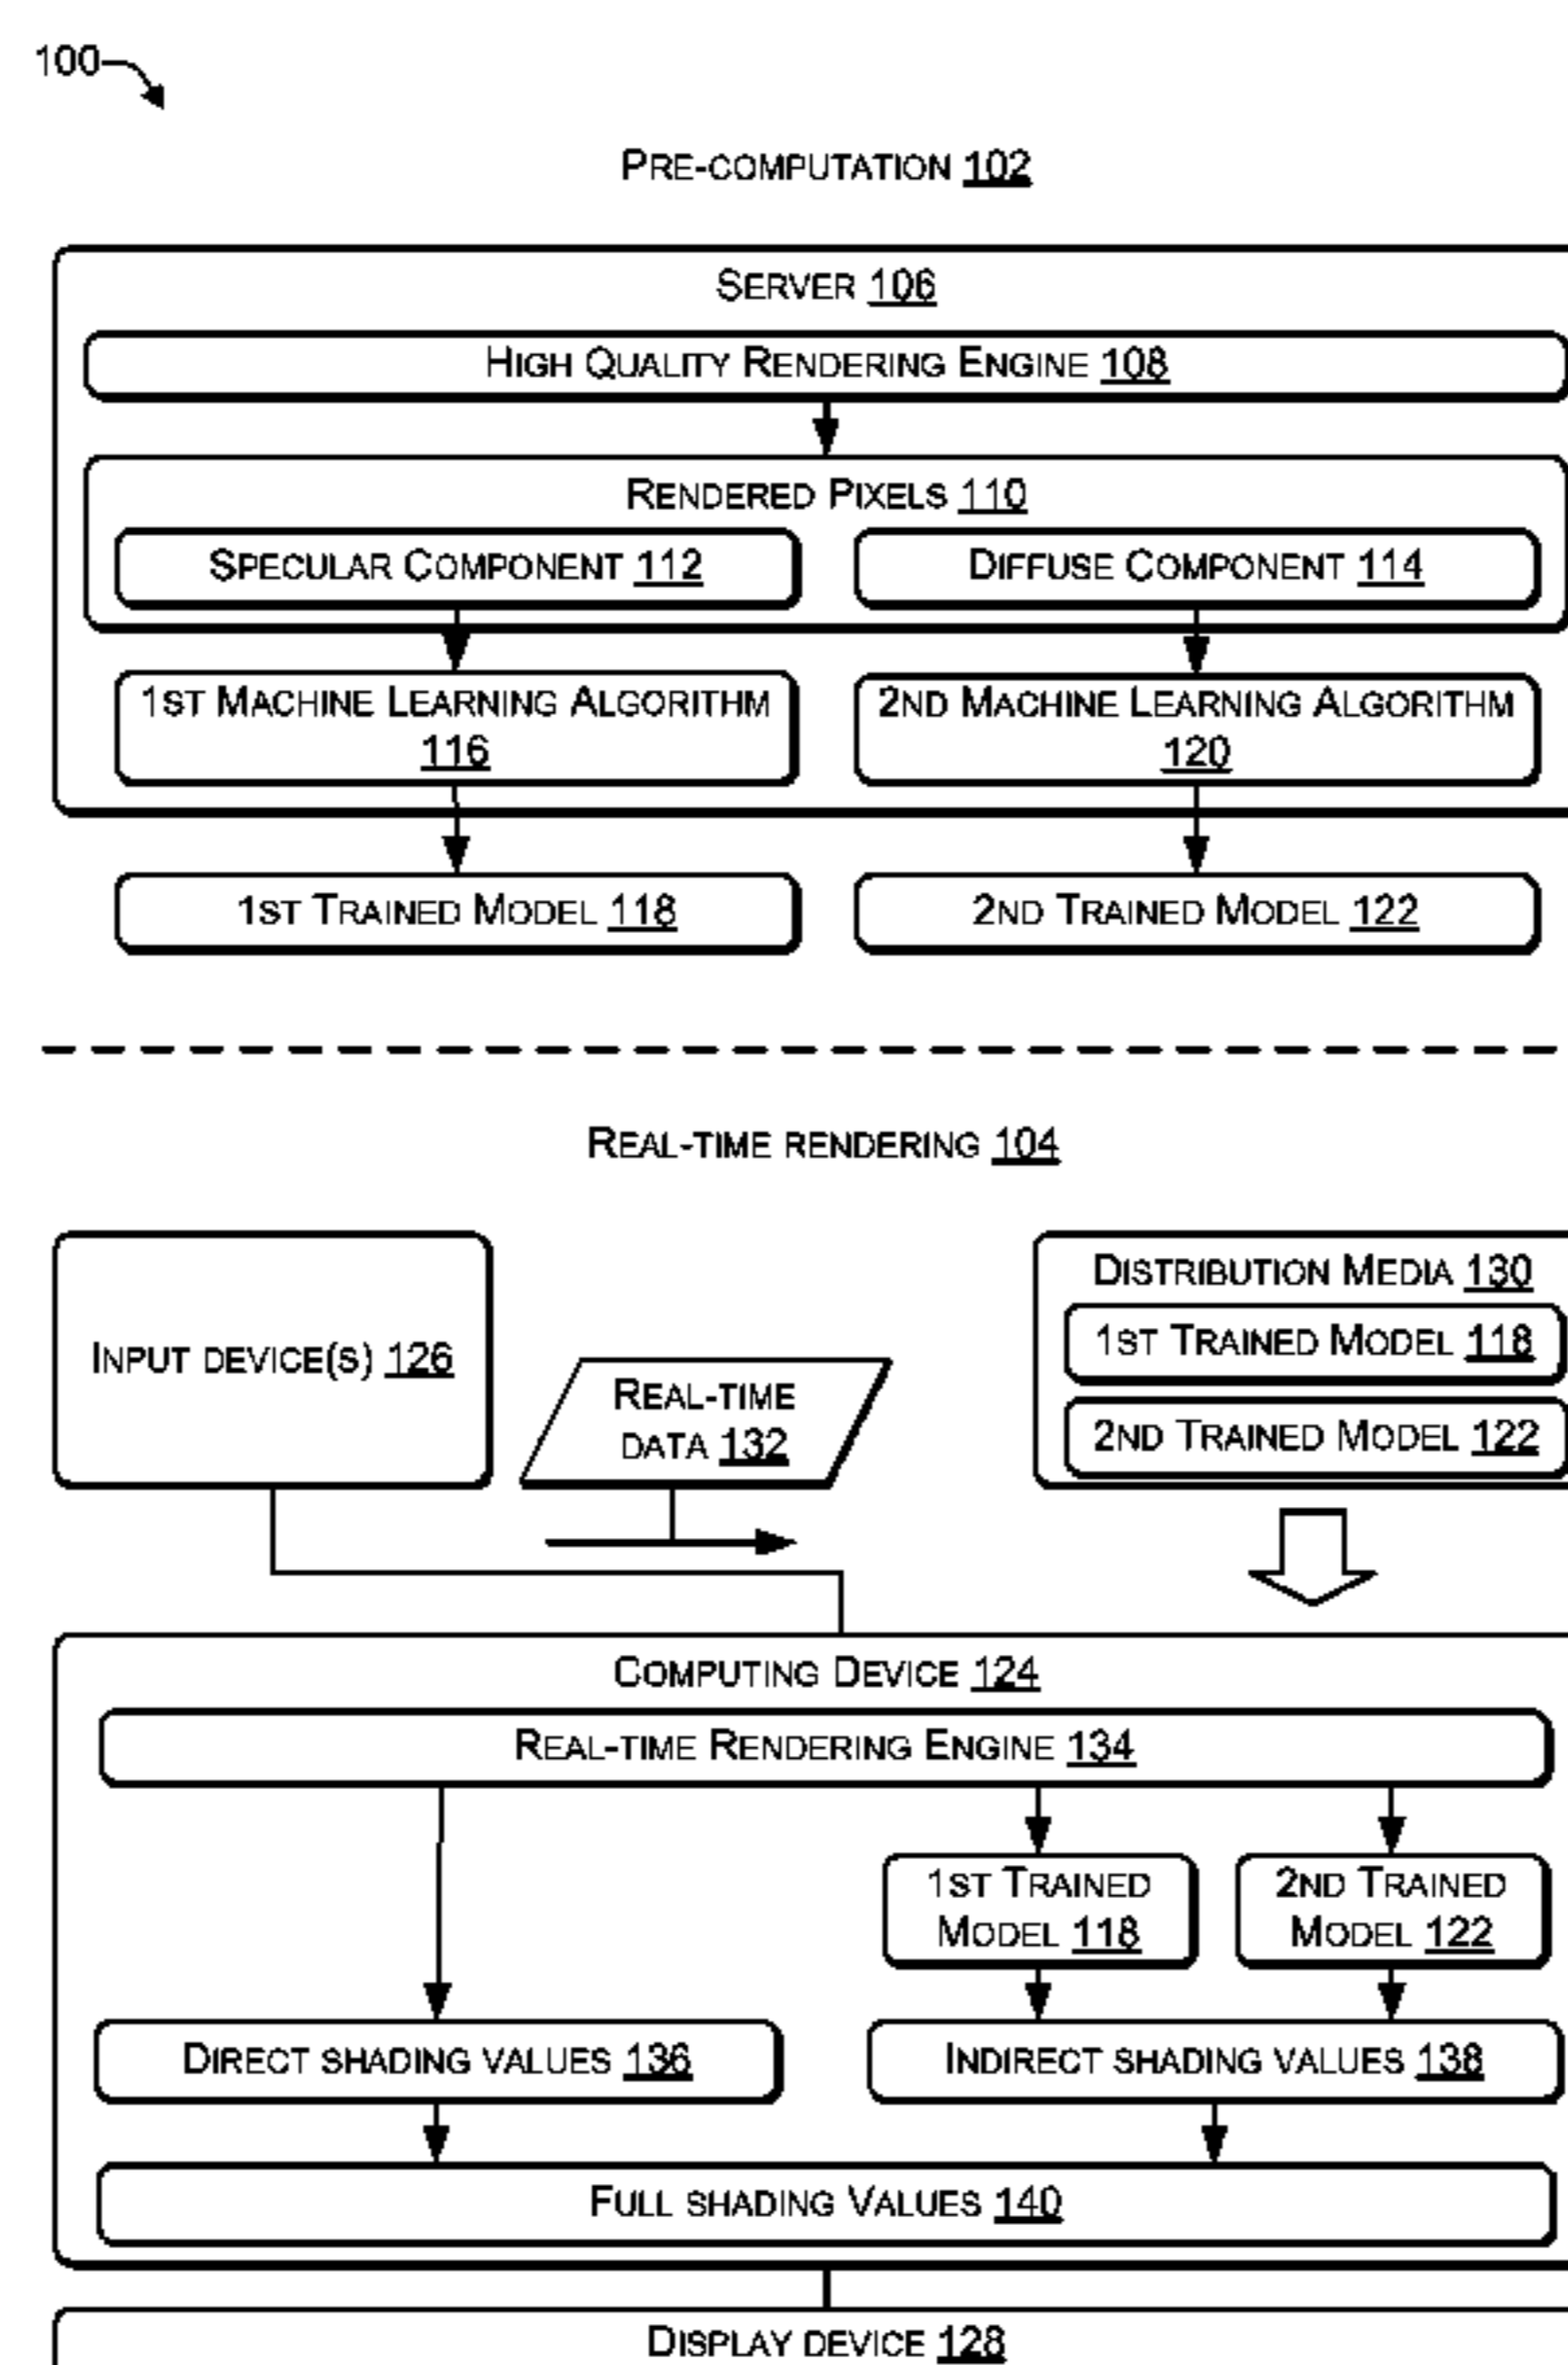 100
PRE-COMPUTATION 102
SERVER 106
HIGH QUALITY RENDERING ENGINE 108
RENDERED PIXELS 110
SPECULAR COMPONENT 112
DIFFUSE COMPONENT 114
1ST MACHINE LEARNING ALGORITHM
116
2ND MACHINE LEARNING ALGORITHM
120
1ST TRAINED MODEL 118
2ND TRAINED MODEL 122
REAL-TIME RENDERING 104
INPUT DEVICE(S) 126
REAL-TIME
DATA 132
DISTRIBUTION MEDIA 130
1ST TRAINED MODEL 118
2ND TRAINED MODEL 122
COMPUTING DEVICE 124
REAL-TIME RENDERING ENGINE 134
1ST TRAINED
MODEL 118
2ND TRAINED
MODEL 122
DIRECT SHADING VALUES 136
INDIRECT SHADING VALUES 138
FULL SHADING VALUES 140
DISPLAY DEVICE 128